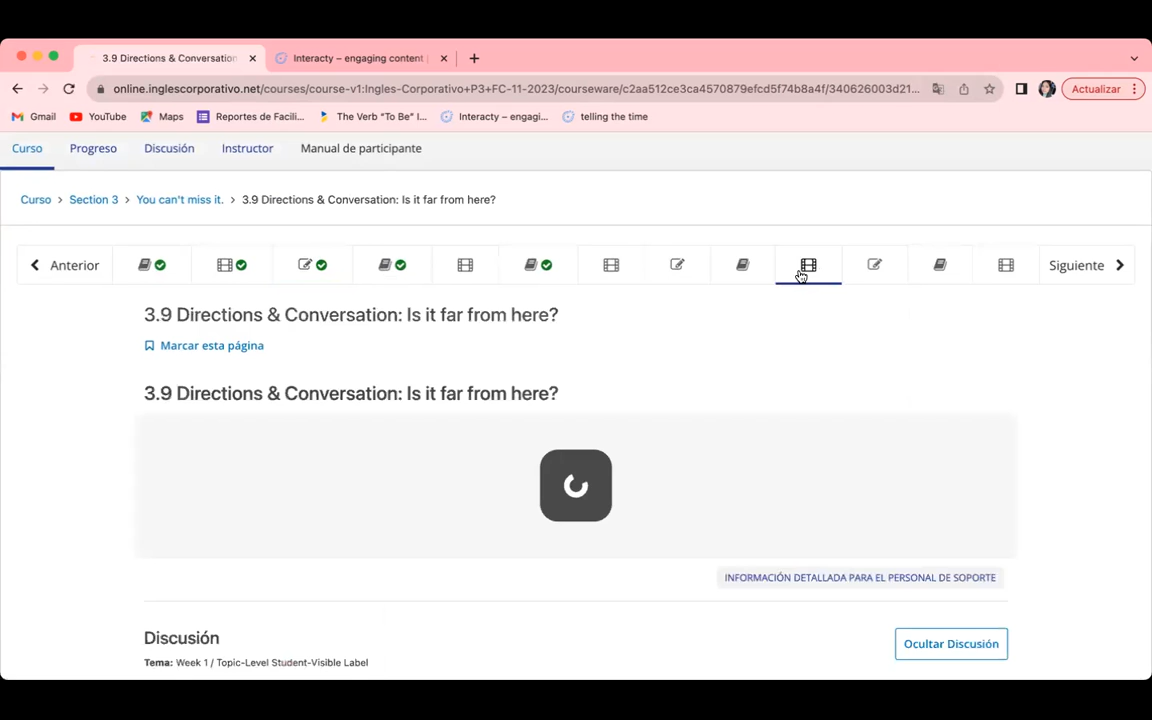 3.9 Directions & Conversation
Interacty – engaging content
online.inglescorporativo.net/courses/course-v1:Ingles-Corporativo+P3+FC-11-2023/courseware/c2aa512ce3ca4570879efcd5f74b8a4f/340626003d21...
Actualizar
Gmail YouTube Maps Reportes de Facili... The Verb "To Be" I... Interacty – engagi... telling the time
Curso Progreso Discusión Instructor Manual de participante
Curso > Section 3 > You can't miss it. > 3.9 Directions & Conversation: Is it far from here?
Anterior Siguiente
3.9 Directions & Conversation: Is it far from here?
Marcar esta página
3.9 Directions & Conversation: Is it far from here?
INFORMACIÓN DETALLADA PARA EL PERSONAL DE SOPORTE
Discusión
Ocultar Discusión
Tema: Week 1 / Topic-Level Student-Visible Label